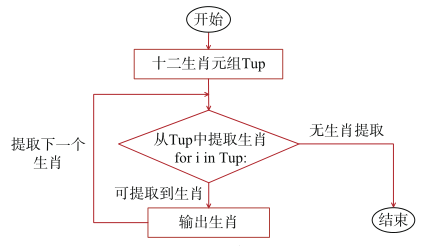 开始
十二生肖元组Tup
从Tup中提取生肖
for i in Tup:
无生肖提取
提取下一个
生肖
可提取到生肖
输出生肖
结束